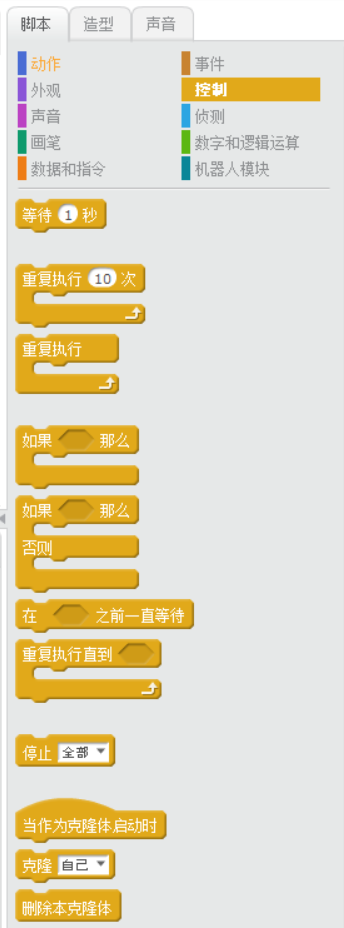 脚本 造型 声音
动作 事件
外观 控制
声音 侦测
画笔 数字和逻辑运算
数据和指令 机器人模块
等待 1 秒
重复执行 10 次
重复执行
如果 那么
如果 那么
否则
在 之前一直等待
重复执行直到
停止 全部
当作为克隆体启动时
克隆 自己
删除本克隆体